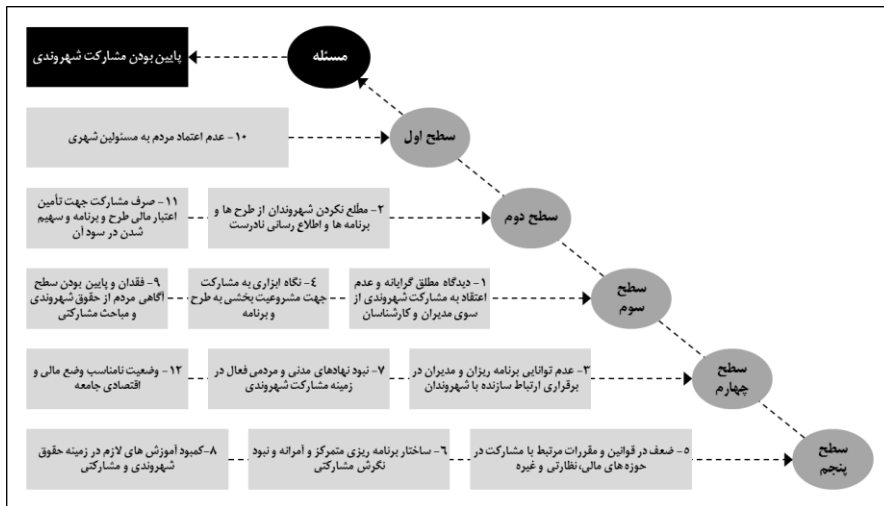 مسئله
پایین بودن مشارکت شهروندی
سطح اول
۱۰- عدم اعتماد مردم به مسئولین شهری
سطح دوم
۲- مطّلع نکردن شهروندان از طرح ها و
برنامه ها و اطلاع رسانی نادرست
۱۱- صرف مشارکت جهت تأمین
اعتبار مالی طرح و برنامه و سهیم
شدن در سود آن
سطح
سوم
۱- دیدگاه مطلق گرایانه و عدم
اعتقاد به مشارکت شهروندی از
سوی مدیران و کارشناسان
٤- نگاه ابزاری به مشارکت
جهت مشروعیت بخشی به طرح
و برنامه
۹- فقدان و پایین بودن سطح
آگاهی مردم از حقوق شهروندی
و مباحث مشارکتی
سطح
چهارم
۳- عدم توانایی برنامه ریزان و مدیران در
برقراری ارتباط سازنده با شهروندان
۷- نبود نهادهای مدنی و مردمی فعال در
زمینه مشارکت شهروندی
۱۲- وضعیت نامناسب وضع مالی و
اقتصادی جامعه
سطح
پنجم
٥- ضعف در قوانین و مقررات مرتبط با مشارکت در
حوزه های مالی،نظارتی و غیره
٦- ساختار برنامه ریزی متمرکز و آمرانه و نبود
نگرش مشارکتی
۸-کمبود آموزش های لازم در زمینه حقوق
شهروندی و مشارکتی